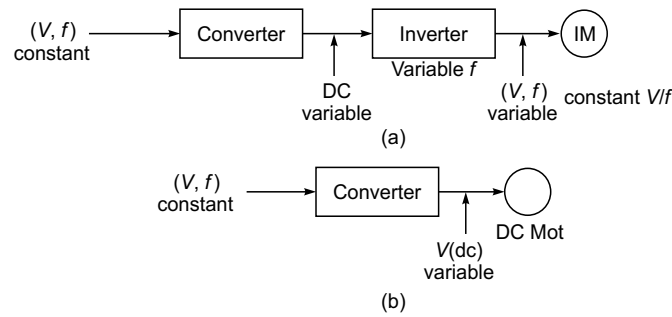 (V, f)
constant
Converter
Inverter
IM
Variable f
DC
variable
(V, f)
variable
constant V/f
(a)
(V, f)
constant
Converter
DC Mot
V(dc)
variable
(b)